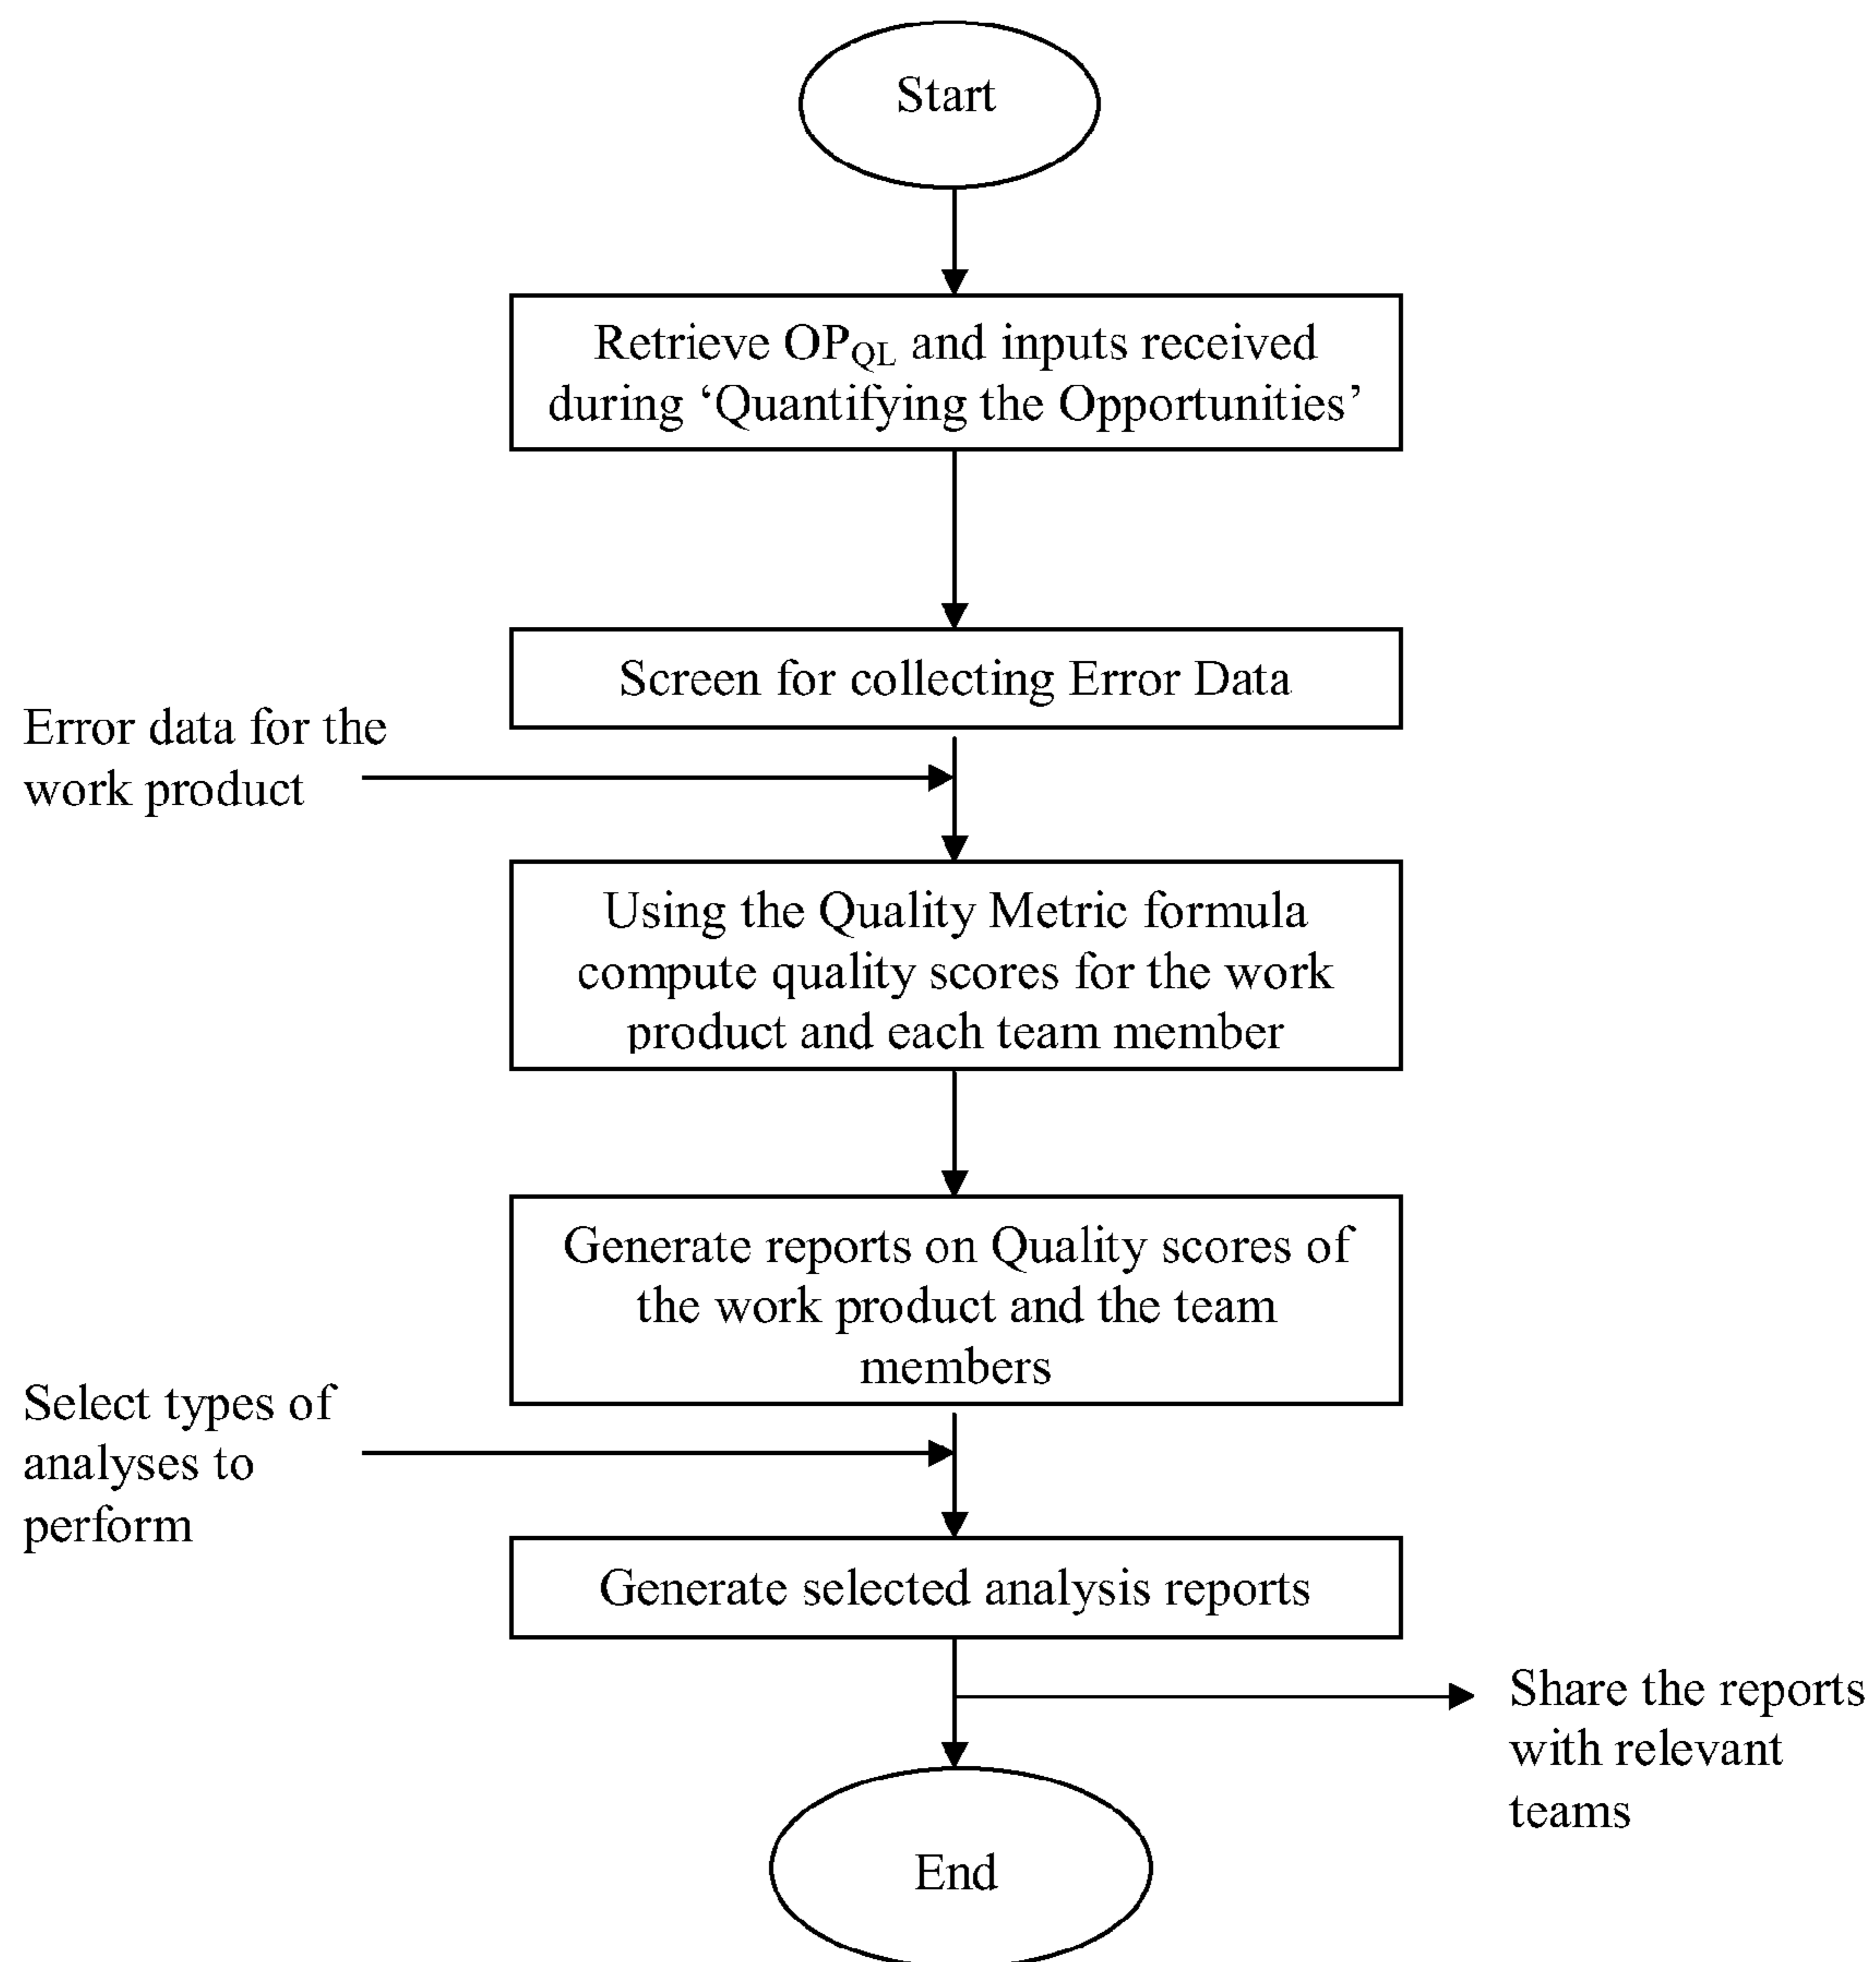 Start
Retrieve OPQL and inputs received
during ‘Quantifying the Opportunities’
Screen for collecting Error Data
Error data for the
work product
Using the Quality Metric formula
compute quality scores for the work
product and each team member
Generate reports on Quality scores of
the work product and the team
members
Select types of
analyses to
perform
Generate selected analysis reports
Share the reports
with relevant
teams
End